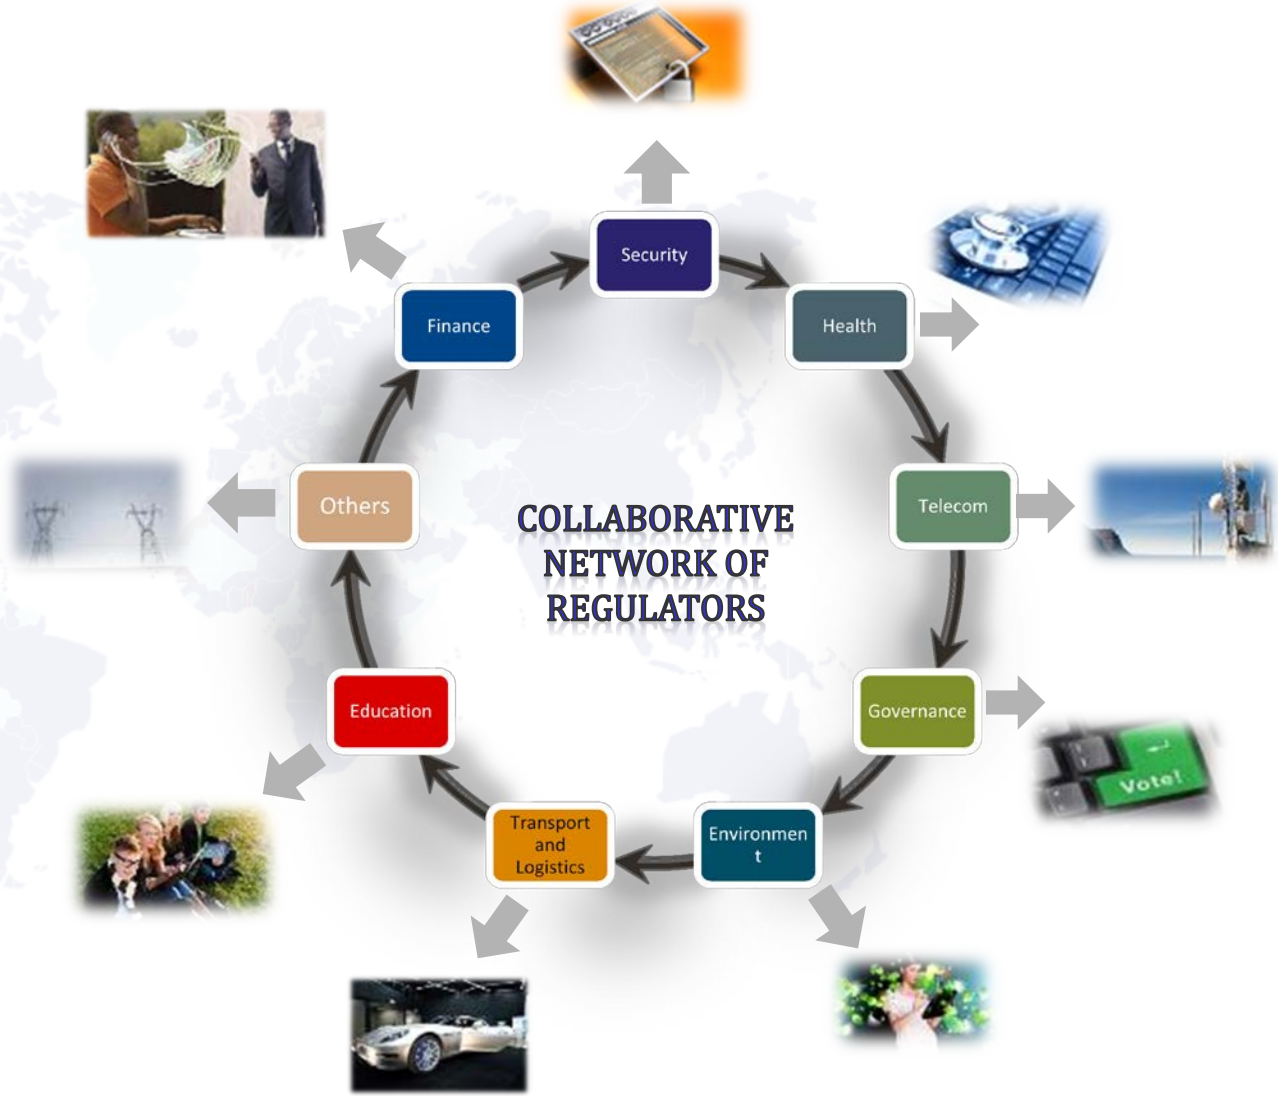 Security
Finance
Health
Others
Telecom
COLLABORATIVE
NETWORK OF
REGULATORS
Education
Governance
Transport
and
Logistics
Environmen
t
Vote!